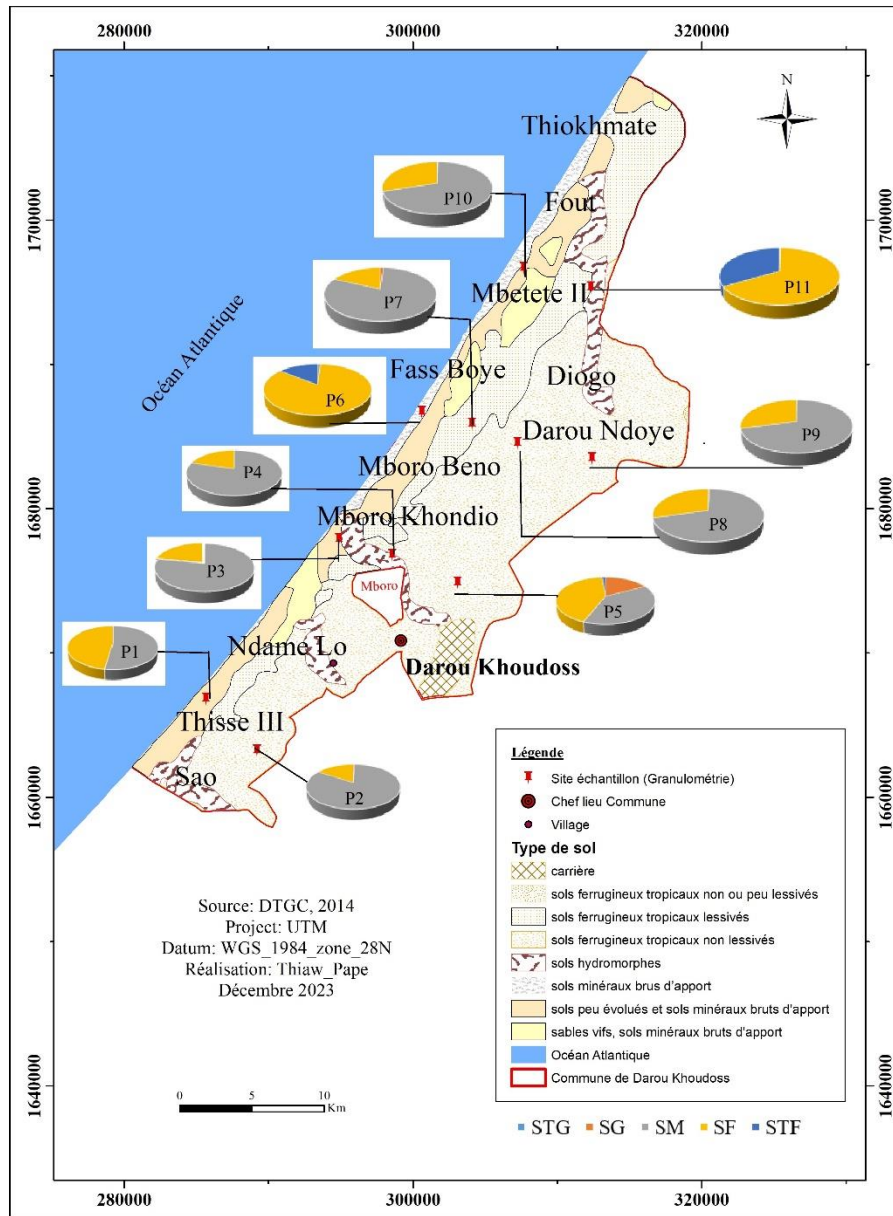 280000
300000
320000
N
Thiokhmate
P10
Fout
1700000
1700000
P7
Mbetete II
P11
Océan Atlantique
P6
Fass Boye
Diogo
P9
Darou Ndoye
P4
Mboro Beno
P8
1680000
1680000
Mboro Khondio
P3
Mboro
P5
P1
Ndame Lo
Darou Khoudoss
Thisse III
P2
Sao
1660000
1660000
Légende
Site échantillon (Granulométrie)
Chef lieu Commune
Village
Type de sol
carrière
sols ferrugineux tropicaux non ou peu lessivés
sols ferrugineux tropicaux lessivés
sols ferrugineux tropicaux non lessivés
sols hydromorphes
sols minéraux brus d'apport
sols peu évolués et sols minéraux bruts d'apport
sables vifs, sols minéraux bruts d'apport
Océan Atlantique
Commune de Darou Khoudoss
Source: DTGC, 2014
Project: UTM
Datum: WGS_1984_zone_28N
Réalisation: Thiaw_Pape
Décembre 2023
0 5 10
Km
1640000
1640000
STG SG SM SF STF
280000
300000
320000